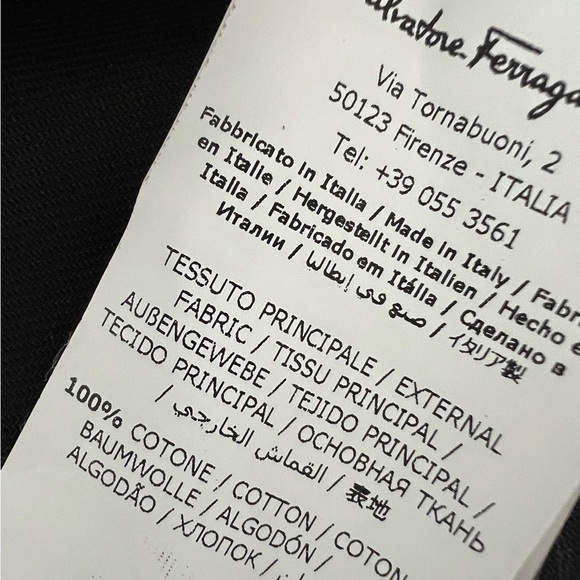 Salvatore Ferraga
Via Tornabuoni, 2
50123 Firenze - ITALIA
Tel: +39 055 3561
Fabbricato in Italia / Made in Italy / Fabri
en Italie / Hergestellt in Italien / Hecho e
Italia / Fabricado em Itália / Сделано в
Италии / صنع في إيطاليا / イタリア製
TESSUTO PRINCIPALE / EXTERNAL
FABRIC / TISSU PRINCIPAL /
AUßENGEWEBE / TEJIDO PRINCIPAL /
TECIDO PRINCIPAL / ОСНОВНАЯ ТКАНЬ
/ القماش الخارجي / 表地
100% COTONE / COTTON / COTON
BAUMWOLLE / ALGODÓN /
ALGODÃO / ХЛОПОК /